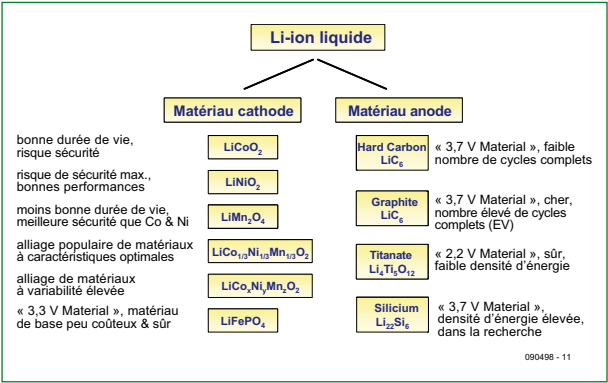 Li-ion liquide
Matériau cathode
bonne durée de vie,
risque sécurité
LiCoO₂
risque de sécurité max.,
bonnes performances
LiNiO₂
moins bonne durée de vie,
meilleure sécurité que Co & Ni
LiMn₂O₄
alliage populaire de matériaux
à caractéristiques optimales
LiCo₁/₃Ni₁/₃Mn₁/₃O₂
alliage de matériaux
à variabilité élevée
LiCoₓNiᵧMn₂O₂
« 3,3 V Material », matériau
de base peu coûteux & sûr
LiFePO₄
Matériau anode
Hard Carbon
LiC₆
« 3,7 V Material », faible
nombre de cycles complets
Graphite
LiC₆
« 3,7 V Material », cher,
nombre élevé de cycles
complets (EV)
Titanate
Li₄Ti₅O₁₂
« 2,2 V Material », sûr,
faible densité d'énergie
Silicium
Li₂₂Si₆
« 3,7 V Material »,
densité d'énergie élevée,
dans la recherche
090498 - 11